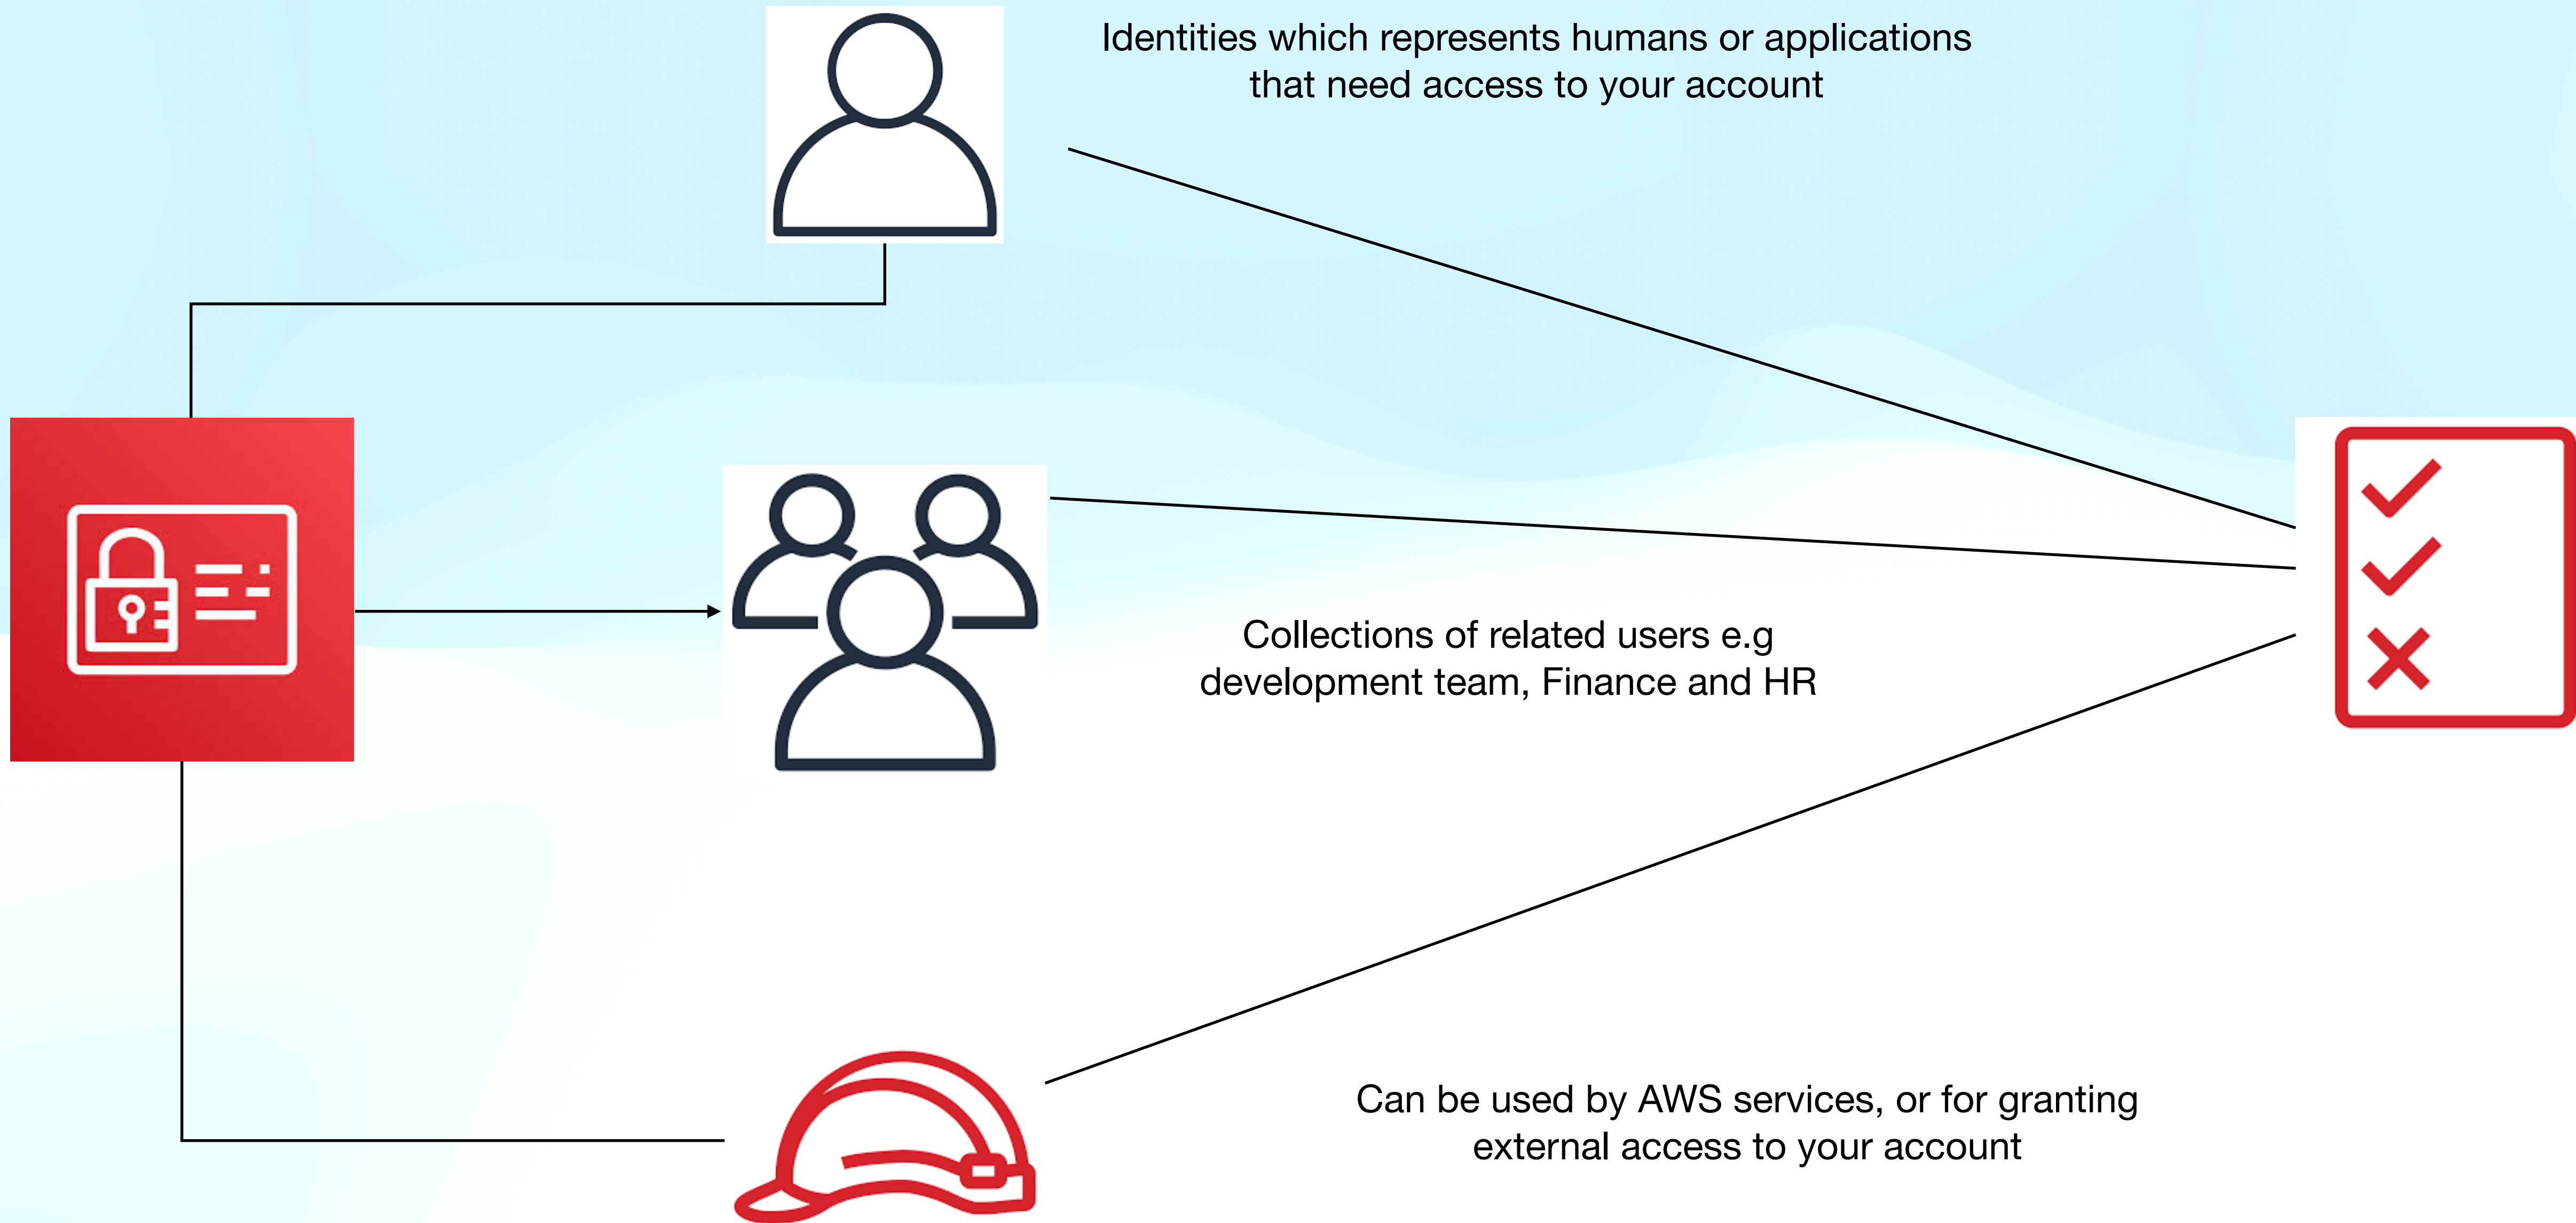 Identities which represents humans or applications
that need access to your account
Collections of related users e.g
development team, Finance and HR
Can be used by AWS services, or for granting
external access to your account